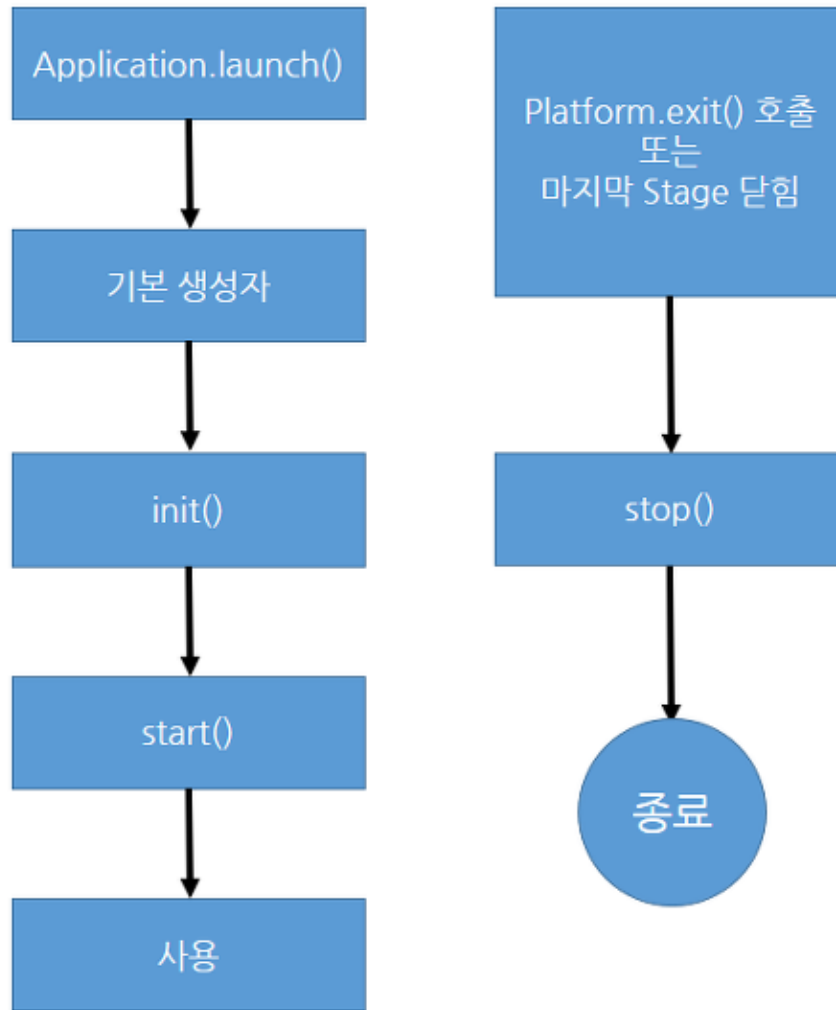 Application.launch()
기본 생성자
init()
start()
사용
Platform.exit() 호출
또는
마지막 Stage 닫힘
stop()
종료